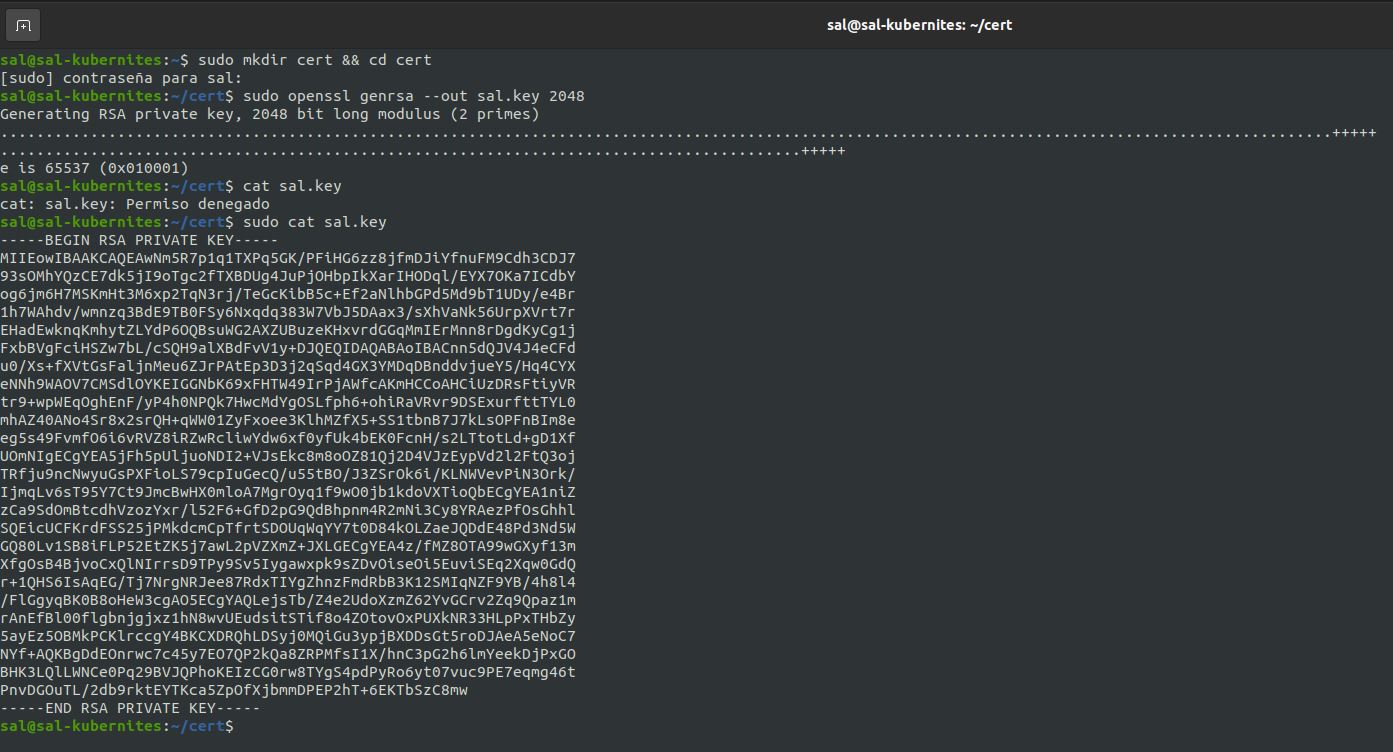 sal@sal-kubernites: ~/cert
sal@sal-kubernites:~$ sudo mkdir cert && cd cert
[sudo] contraseña para sal:
sal@sal-kubernites:~/cert$ sudo openssl genrsa --out sal.key 2048
Generating RSA private key, 2048 bit long modulus (2 primes)
....................................................................................................................................................+++++
.........................................................................................+++++
e is 65537 (0x010001)
sal@sal-kubernites:~/cert$ cat sal.key
cat: sal.key: Permiso denegado
sal@sal-kubernites:~/cert$ sudo cat sal.key
-----BEGIN RSA PRIVATE KEY-----
MIIEowIBAAKCAQEAwNm5R7p1q1TXPq5GK/PFiHG6zz8jfmDJiYfnuFM9Cdh3CDJ7
93sOMhYQzCE7dk5jI9oTgc2fTXBDUg4JuPjOHbpIkXarIHODql/EYX7OKa7ICdbY
og6jm6H7MSKmHt3M6xp2TqN3rj/TeGcKibB5c+Ef2aNlhbGPd5Md9bT1UDy/e4Br
1h7WAhdv/wmnzq3BdE9TB0FSy6Nxqdq383W7VbJ5DAax3/sXhVaNk56UrpXVrt7r
EHadEwknqKmhytZLYdP6OQBsuWG2AXZUBuzeKHxvrdGGqMmIErMnn8rDgdKyCg1j
FxbBVgFciHSZw7bL/cSQH9alXBdFvV1y+DJQEQIDAQABAoIBACnn5dQJV4J4eCFd
u0/Xs+fXVtGsFaljnMeu6ZJrPAtEp3D3j2qSqd4GX3YMDqDBnddvjueY5/Hq4CYX
eNNh9WAOV7CMSdlOYKEIGGNbK69xFHTW49IrPjAWfcAKmHCCoAHCiUzDRsFtiyVR
tr9+wpWEqOghEnF/yP4h0NPQk7HwcMdYgOSLfph6+ohiRaVRvr9DSExurfttTYL0
mhAZ40ANo4Sr8x2srQH+qWW01ZyFxoee3KlhMZfX5+SS1tbnB7J7kLsOPFnBIm8e
eg5s49FvmfO6i6vRVZ8iRZwRcliwYdw6xf0yfUk4bEK0FcnH/s2LTtotLd+gD1Xf
UOmNIgECgYEA5jFh5pUljuoNDI2+VJsEkc8m8oOZ81Qj2D4VJzEypVd2l2FtQ3oj
TRfju9ncNwyuGsPXFioLS79cpIuGecQ/u55tBO/J3ZSrOk6i/KLNWVevPiN3Ork/
IjmqLv6sT95Y7Ct9JmcBwHX0mloA7MgrOyq1f9wO0jb1kdoVXTioQbECgYEA1niZ
zCa9SdOmBtcdhVzozYxr/l52F6+GfD2pG9QdBhpnm4R2mNi3Cy8YRAezPfOsGhhl
SQEicUCFKrdFSS25jPMkdcmCpTfrtSDOUqWqYY7t0D84kOLZaeJQDdE48Pd3Nd5W
GQ80Lv1SB8iFLP52EtZK5j7awL2pVZXmZ+JXLGECgYEA4z/fMZ8OTA99wGXyf13m
XfgOsB4BjvoCxQlNIrrsD9TPy9Sv5Iygawxpk9sZDvOiseOi5EuviSEq2Xqw0GdQ
r+1QHS6IsAqEG/Tj7NrgNRJee87RdxTIYgZhnzFmdRbB3K12SMIqNZF9YB/4h8l4
/FlGgyqBK0B8oHeW3cgAO5ECgYAQLejsTb/Z4e2UdoXzmZ62YvGCrv2Zq9Qpaz1m
rAnEfBl00flgbnjgjxz1hN8wvUEudsitSTif8o4ZOtovOxPUXkNR33HLpPxTHbZy
5ayEz5OBMkPCKlrccgY4BKCXDRQhLDSyj0MQiGu3ypjBXDDsGt5roDJAeA5eNoC7
NYf+AQKBgDdEOnrwc7c45y7EO7QP2kQa8ZRPMfsI1X/hnC3pG2h6lmYeekDjPxGO
BHK3LQlLWNCe0Pq29BVJQPhoKEIzCG0rw8TYgS4pdPyRo6yt07vuc9PE7eqmg46t
PnvDGOuTL/2db9rktEYTKca5ZpOfXjbmmDPEP2hT+6EKTbSzC8mw
-----END RSA PRIVATE KEY-----
sal@sal-kubernites:~/cert$